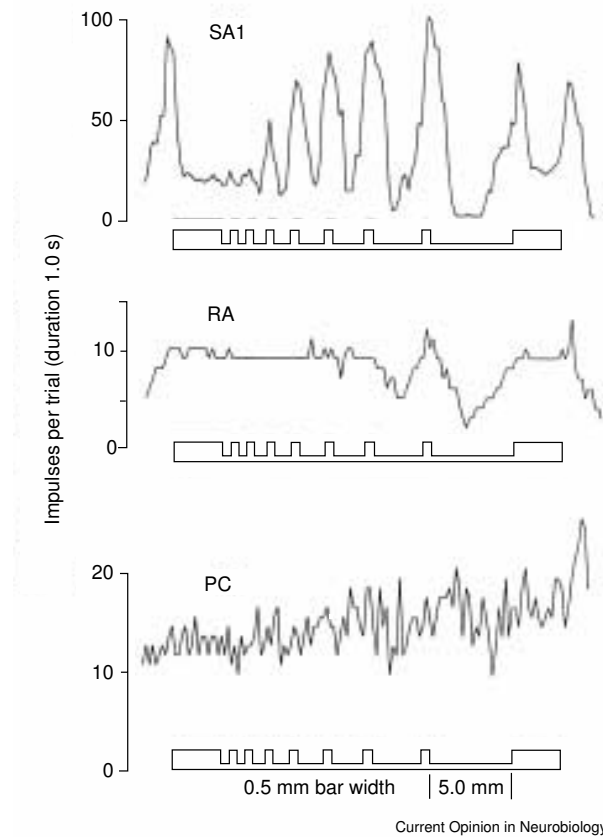 100
SA1
50
0
Impulses per trial (duration 1.0 s)
RA
10
0
20
PC
10
0
0.5 mm bar width
5.0 mm
Current Opinion in Neurobiology